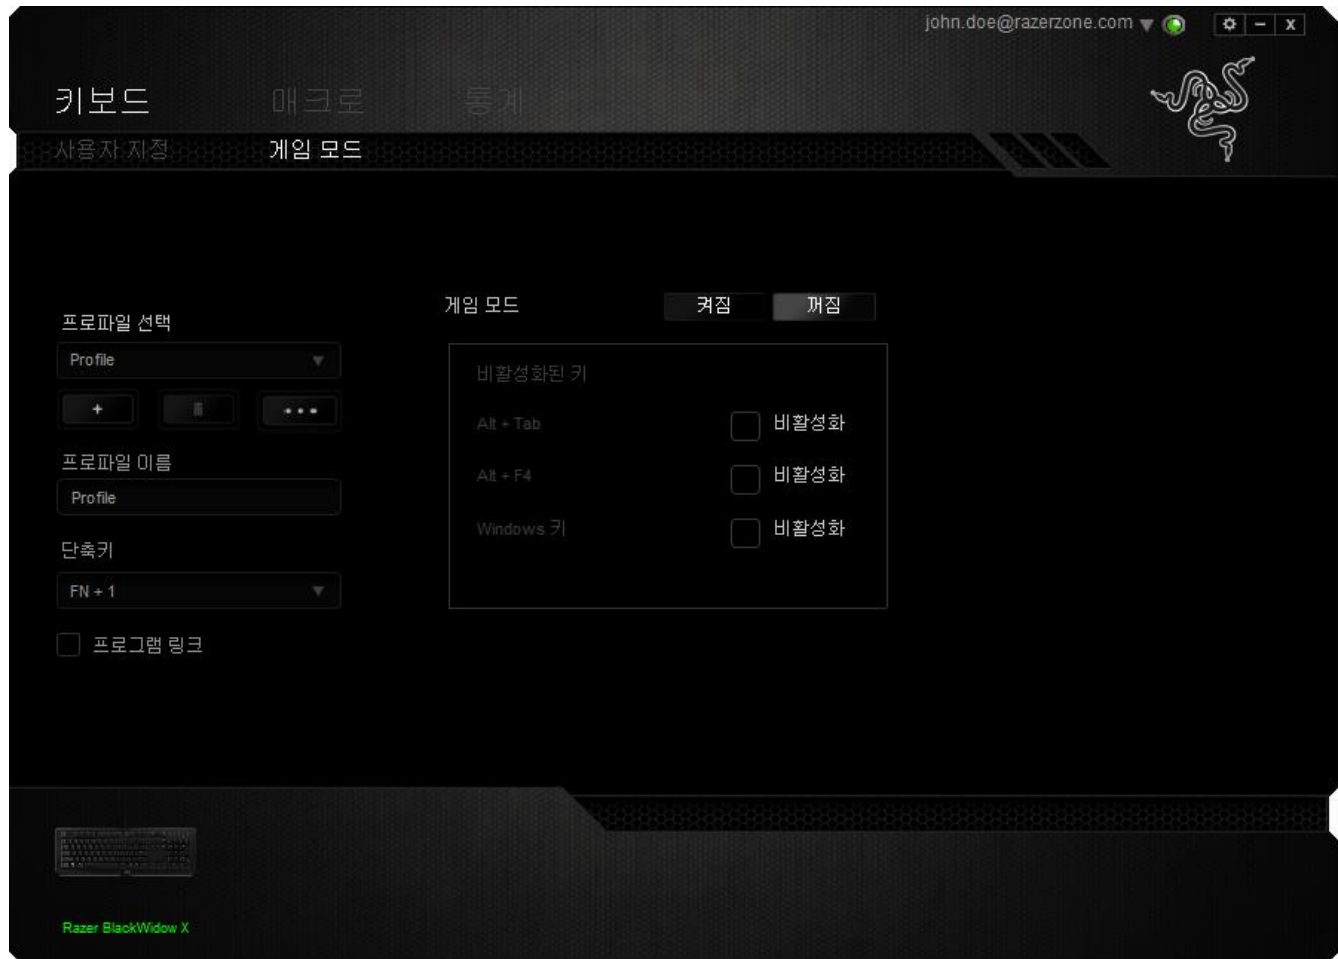 john.doe@razerzone.com
키보드 매크로 통계
사용자 지정 게임 모드
프로파일 선택
Profile
프로파일 이름
Profile
단축키
FN + 1
프로그램 링크
게임 모드 켜짐 꺼짐
비활성화된 키
Alt + Tab 비활성화
Alt + F4 비활성화
Windows 키 비활성화
Razer BlackWidow X